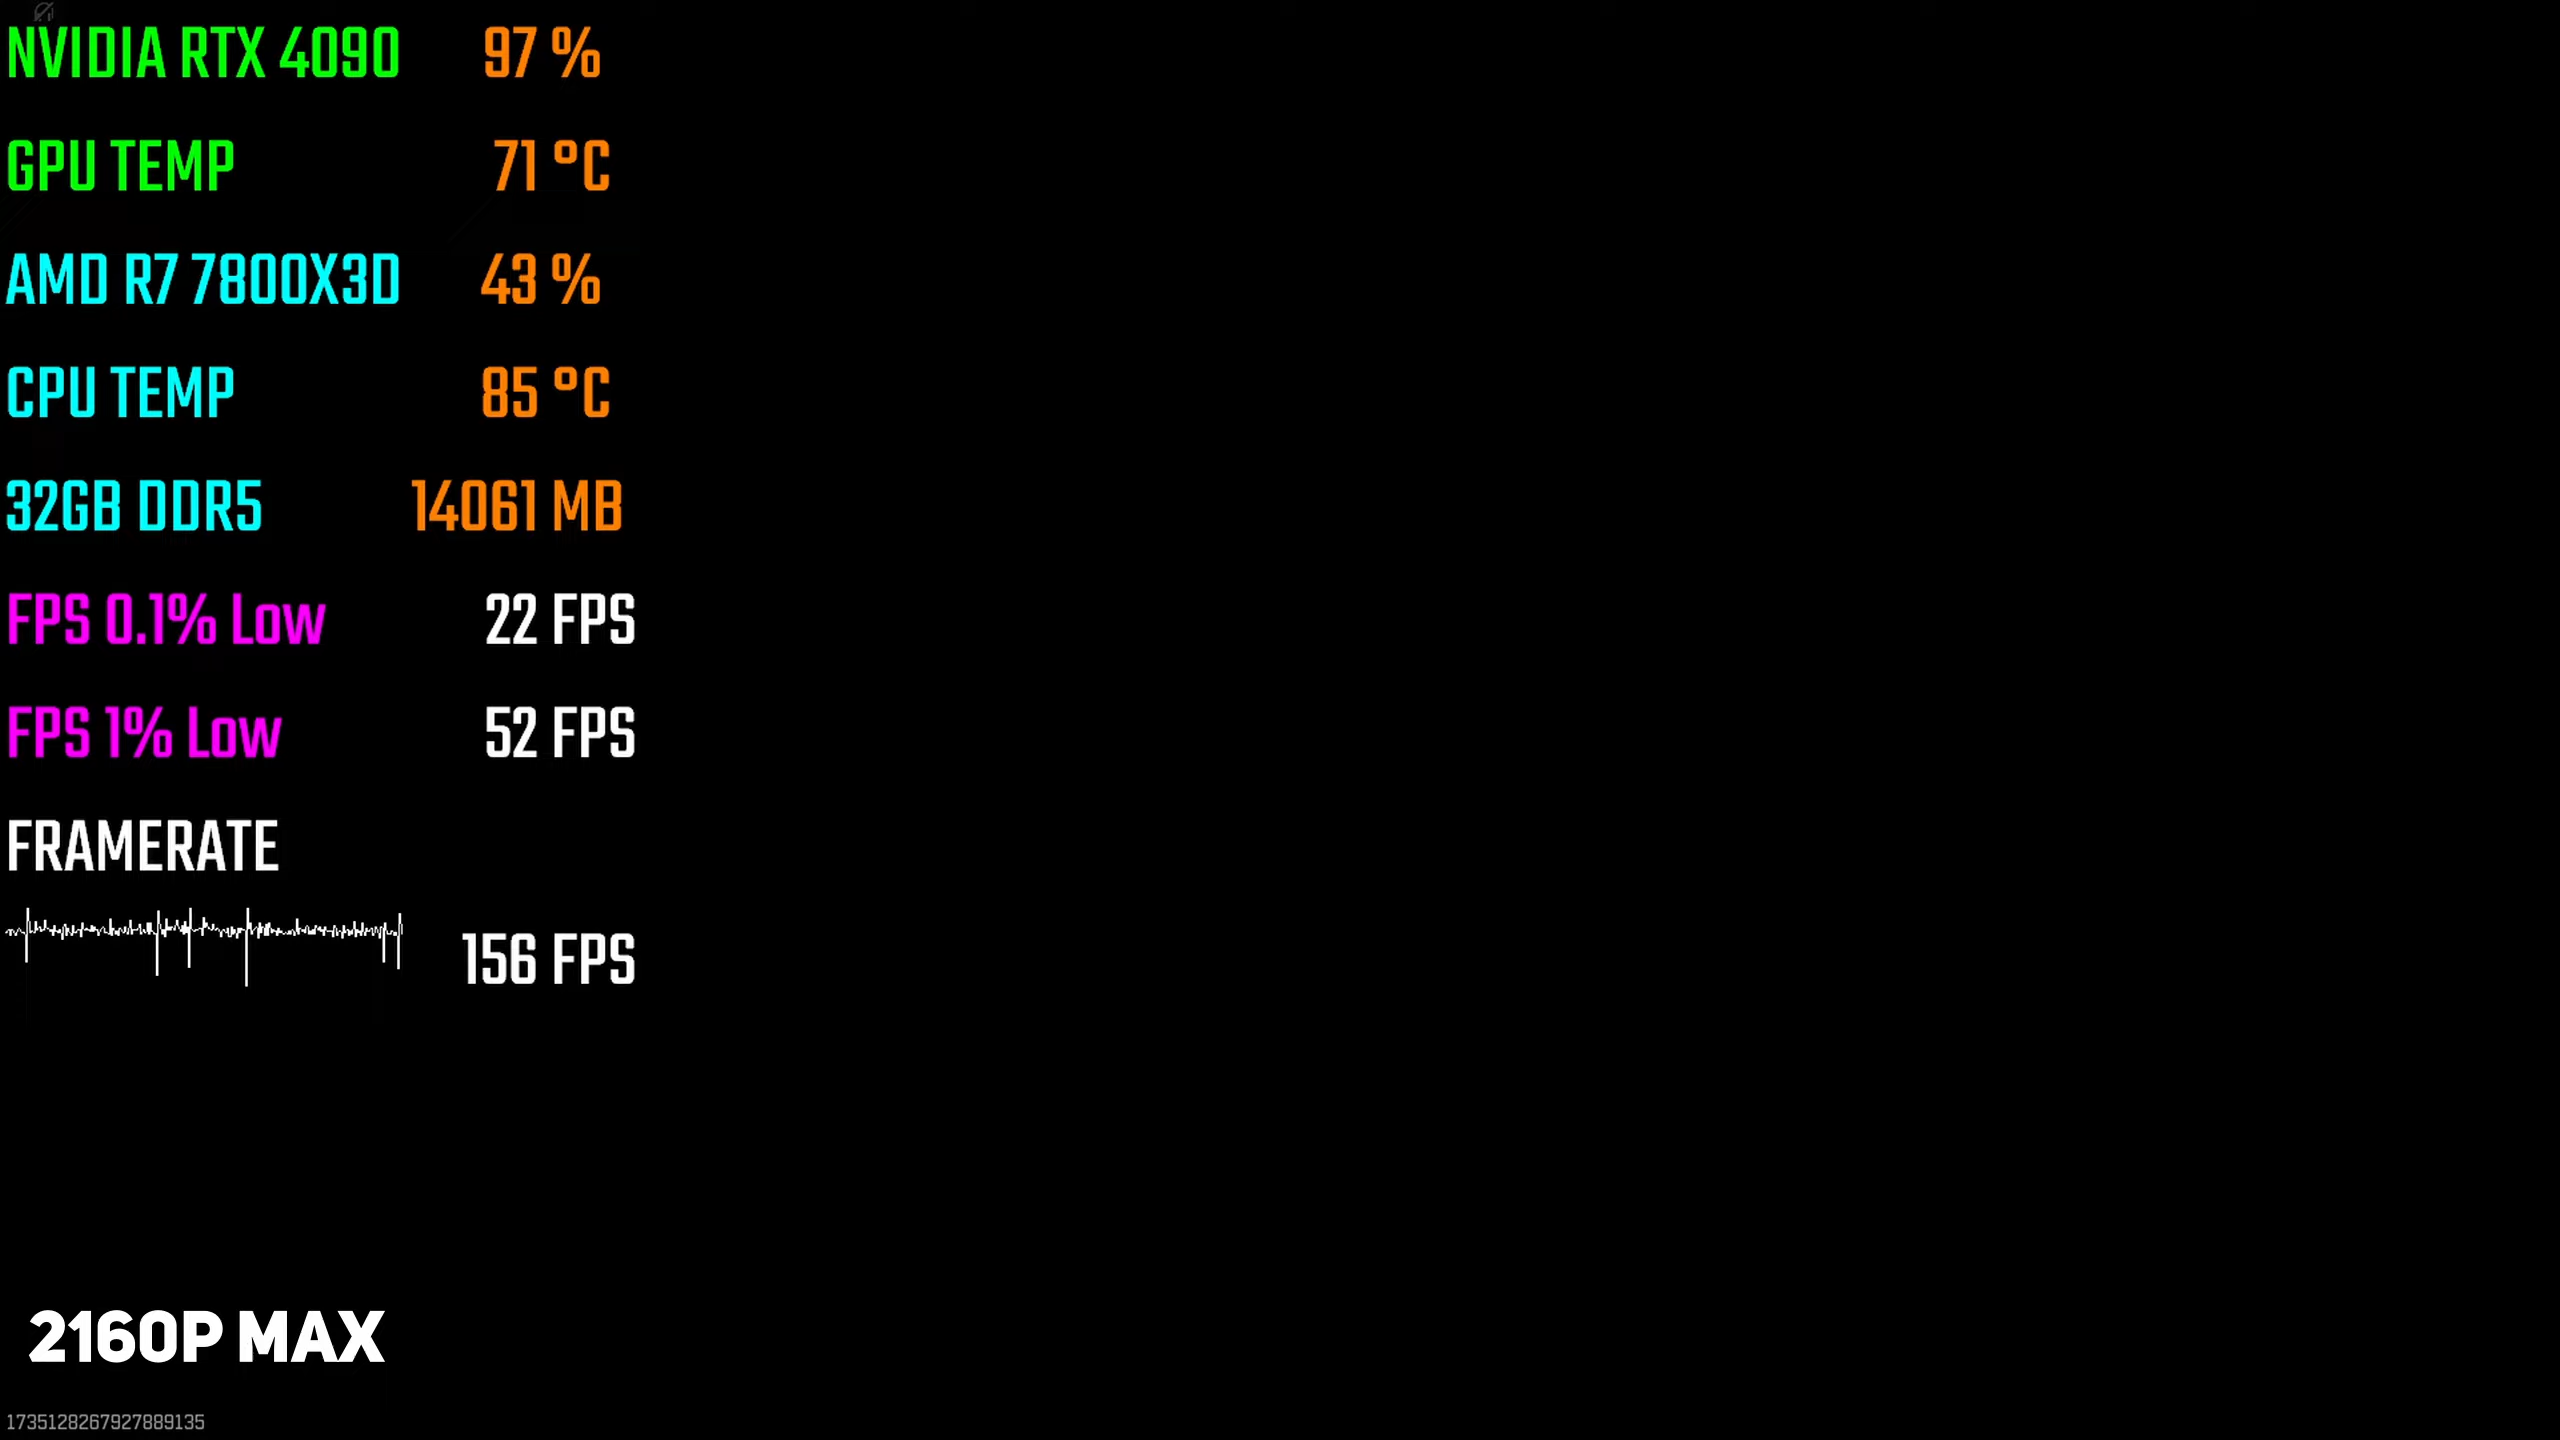 NVIDIA RTX 4090 97 %
GPU TEMP 71 °C
AMD R7 7800X3D 43 %
CPU TEMP 85 °C
32GB DDR5 14061 MB
FPS 0.1% Low 22 FPS
FPS 1% Low 52 FPS
FRAMERATE
156 FPS
2160P MAX
1735128267927889135